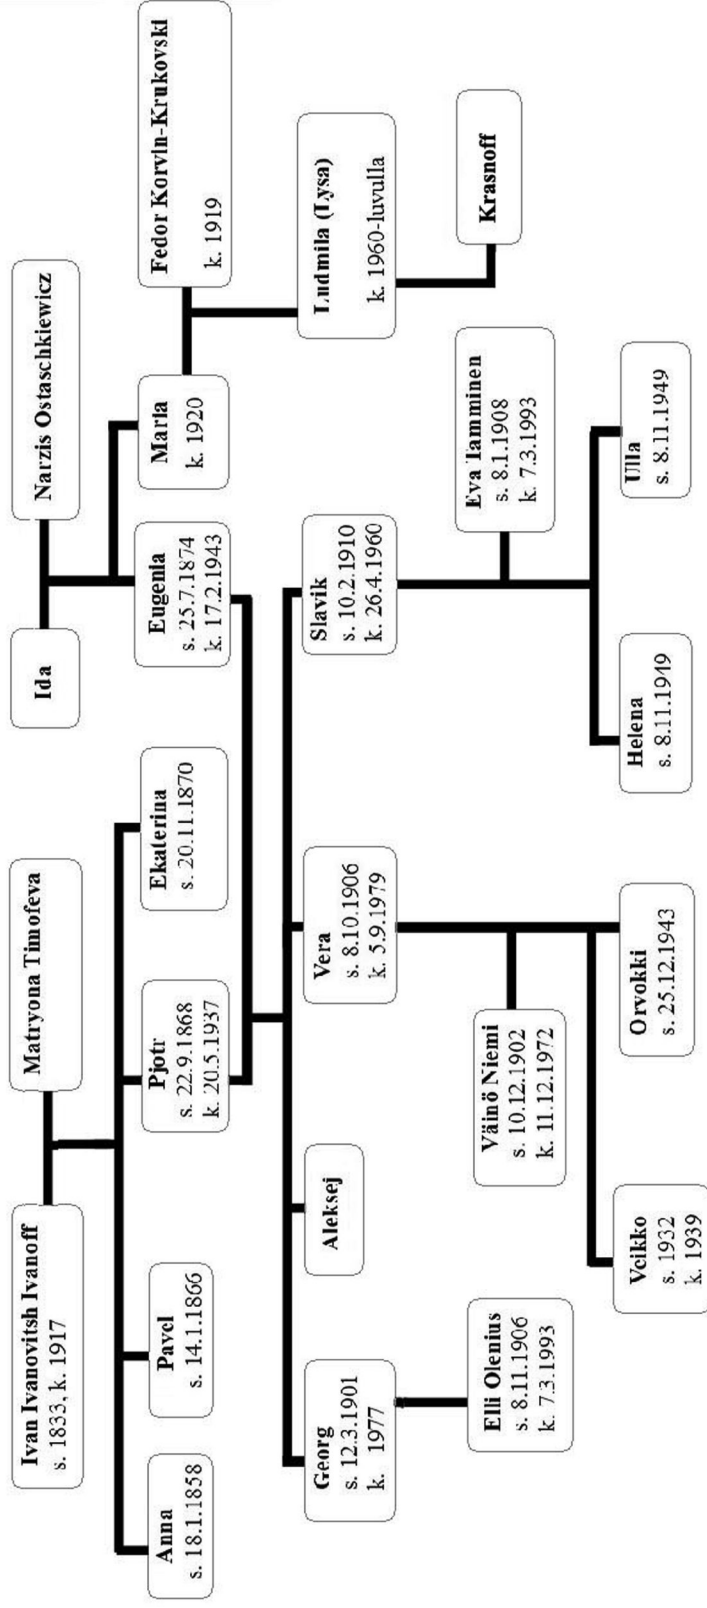 Ivan Ivanovitsh Ivanoff
s. 1833, k. 1917
Matryona Timofeva
Ida
Narzis Ostaschkiewicz
Anna
s. 18.1.1858
Pavel
s. 14.1.1866
Pjotr
s. 22.9.1868
k. 20.5.1937
Ekaterina
s. 20.11.1870
Eugenia
s. 25.7.1874
k. 17.2.1943
Maria
k. 1920
Fedor Korvin-Krukovski
k. 1919
Georg
s. 12.3.1901
k. 1977
Aleksej
Vera
s. 8.10.1906
k. 5.9.1979
Slavik
s. 10.2.1910
k. 26.4.1960
Ludmila (Lysa)
k. 1960-luvulla
Elli Olenius
s. 8.11.1906
k. 7.3.1993
Väinö Niemi
s. 10.12.1902
k. 11.12.1972
Eva Tamminen
s. 8.1.1908
k. 7.3.1993
Krasnoff
Veikko
s. 1932
k. 1939
Orvokki
s. 25.12.1943
Helena
s. 8.11.1949
Ulla
s. 8.11.1949